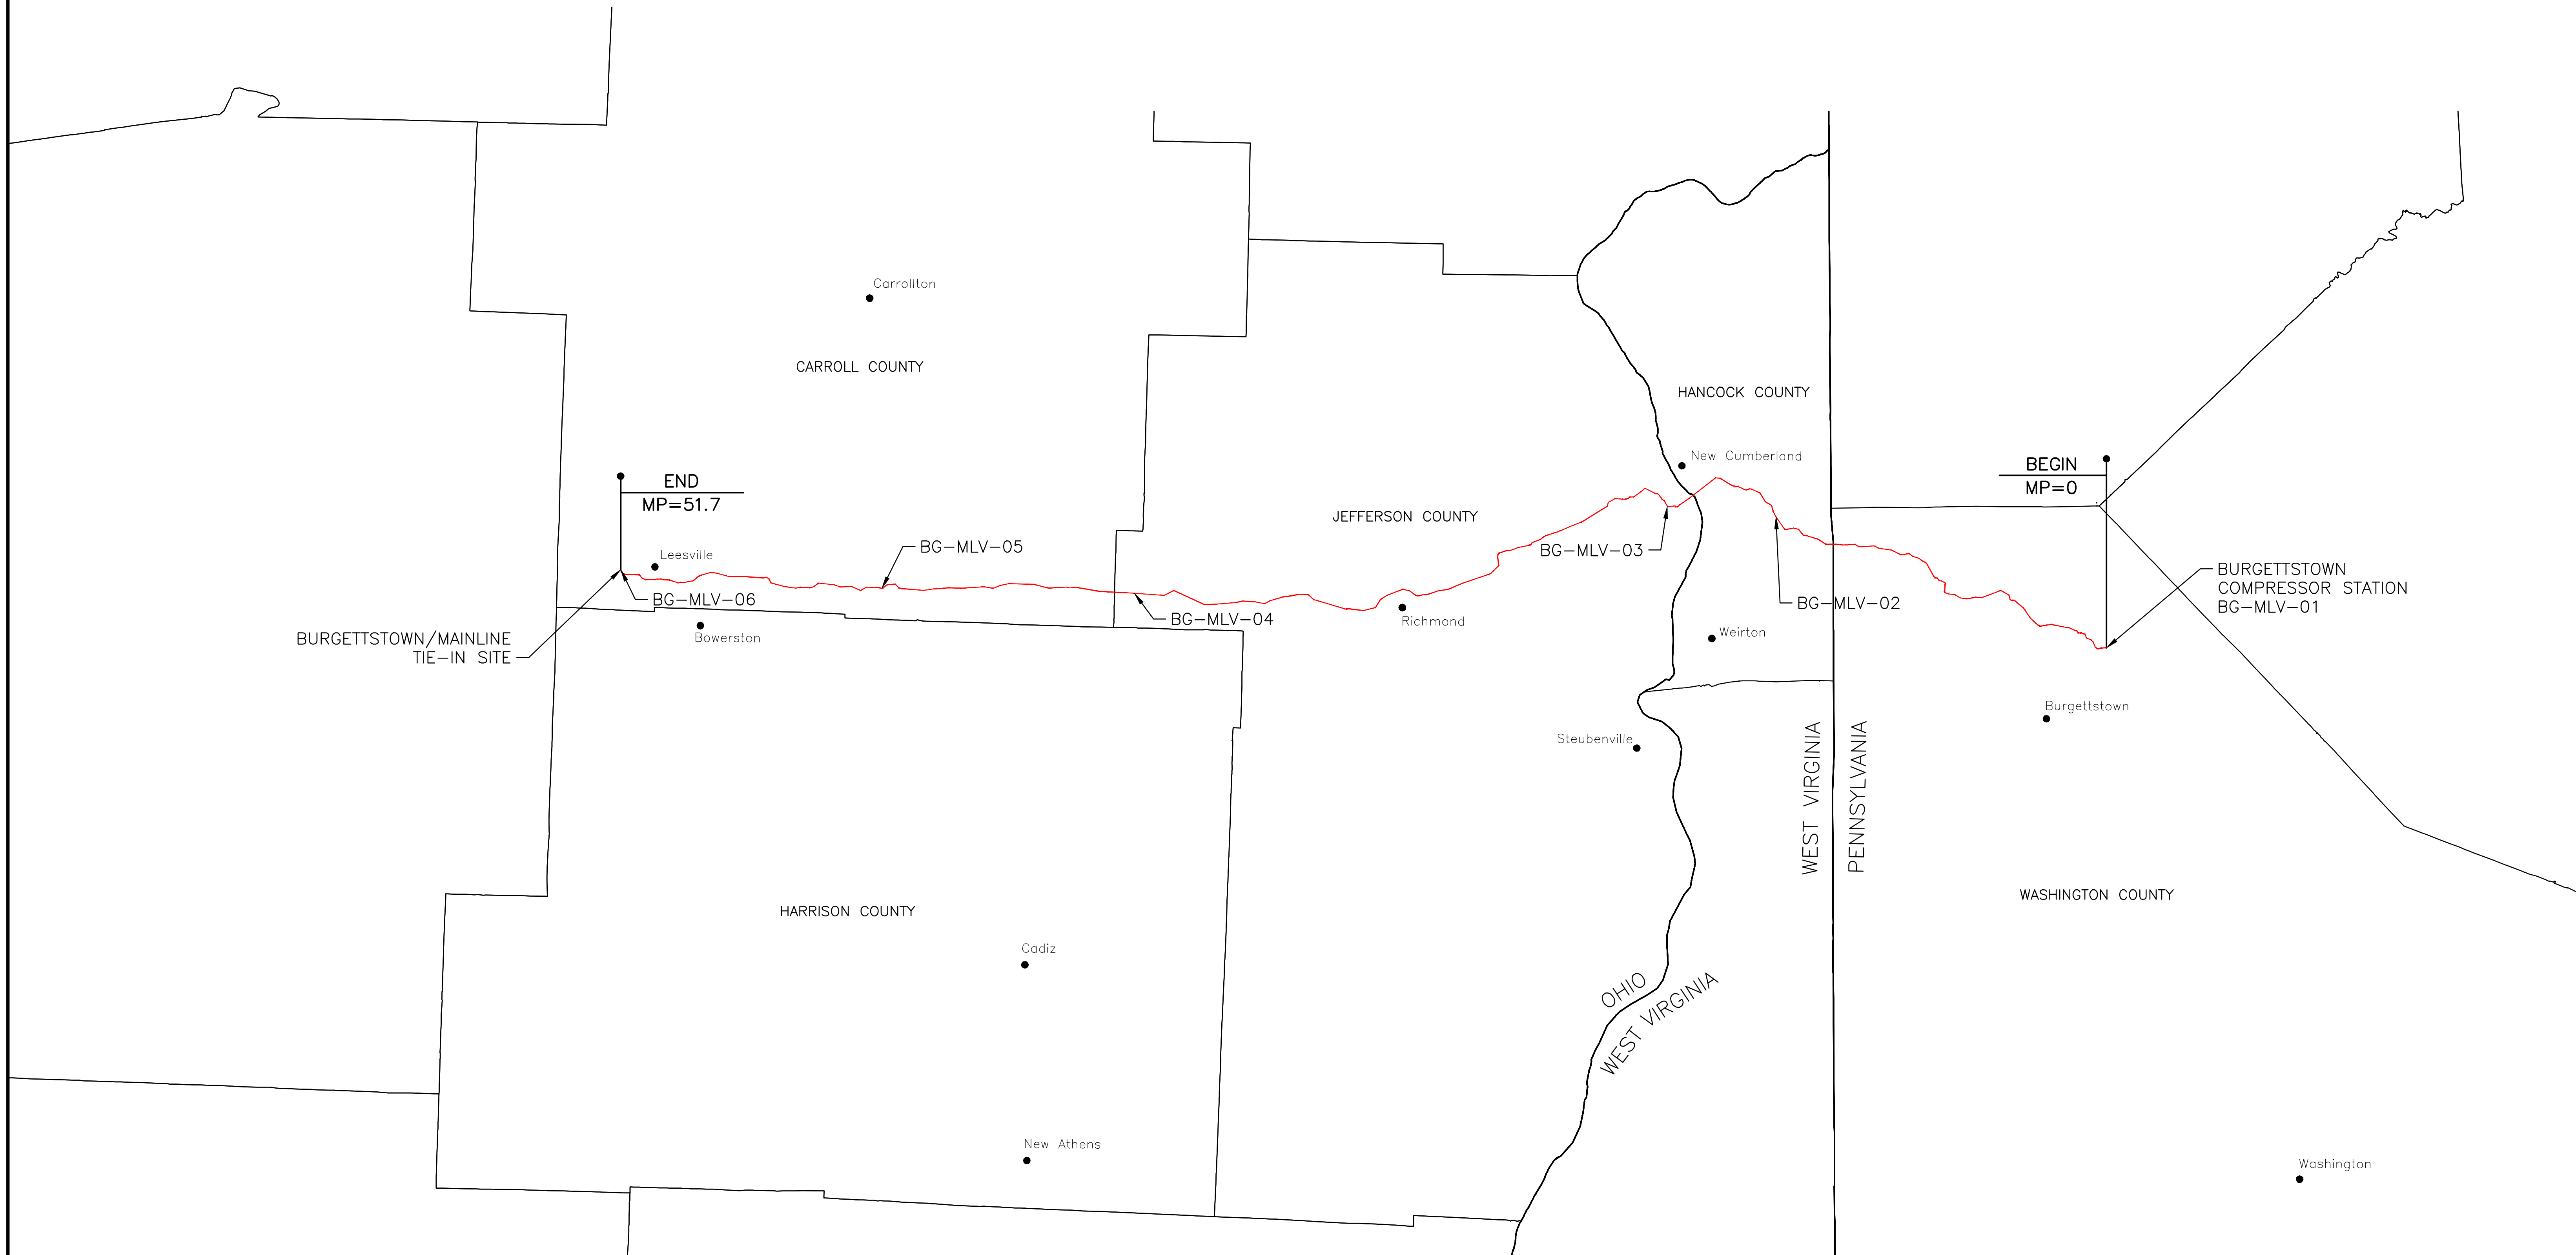 Carrollton
CARROLL COUNTY
HANCOCK COUNTY
New Cumberland
BEGIN
MP=0
END
MP=51.7
JEFFERSON COUNTY
BG-MLV-05
BG-MLV-03
Leesville
BURGETTSTOWN
COMPRESSOR STATION
BG-MLV-01
BG-MLV-06
BG-MLV-02
BG-MLV-04
Richmond
BURGETTSTOWN/MAINLINE
TIE-IN SITE
Bowerston
Weirton
Burgettstown
Steubenville
WEST VIRGINIA
PENNSYLVANIA
WASHINGTON COUNTY
HARRISON COUNTY
Cadiz
OHIO
WEST VIRGINIA
New Athens
Washington